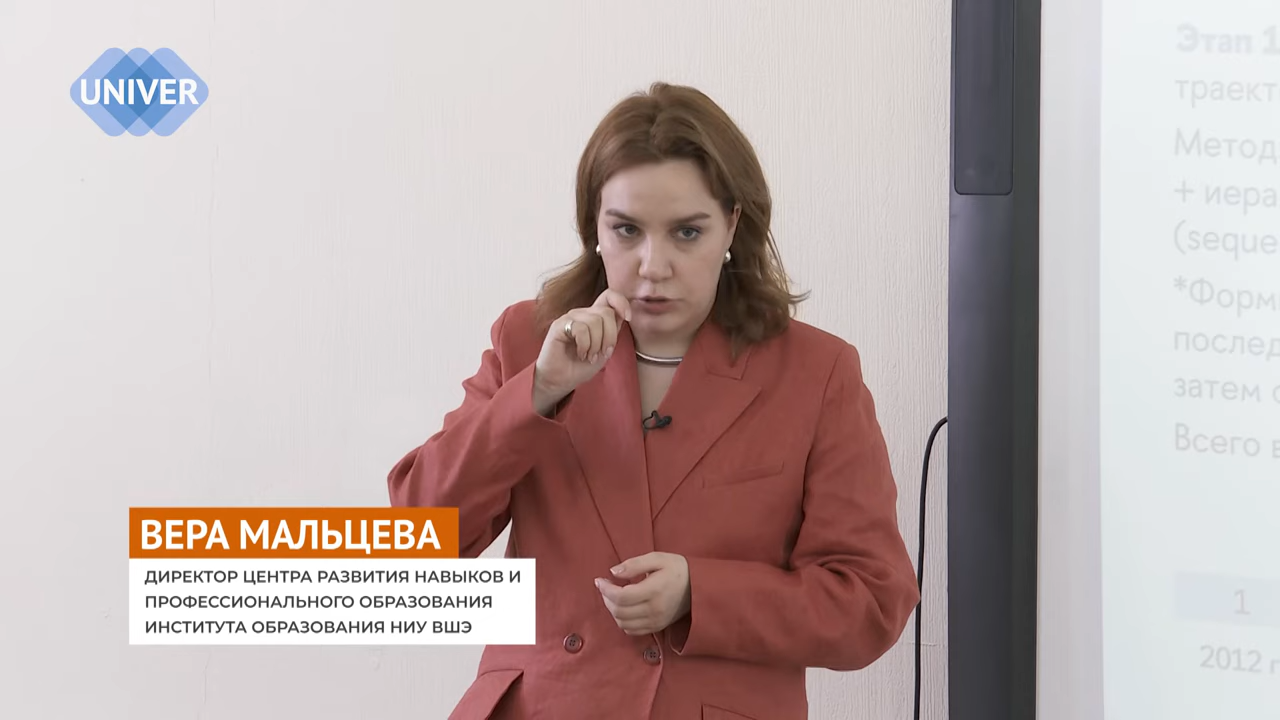 UNIVER
Этап 1
траект
Метод
+ иера
(seque
*Форм
послед
затем с
Всего в
1
2012 г
ВЕРА МАЛЬЦЕВА
ДИРЕКТОР ЦЕНТРА РАЗВИТИЯ НАВЫКОВ И
ПРОФЕССИОНАЛЬНОГО ОБРАЗОВАНИЯ
ИНСТИТУТА ОБРАЗОВАНИЯ НИУ ВШЭ